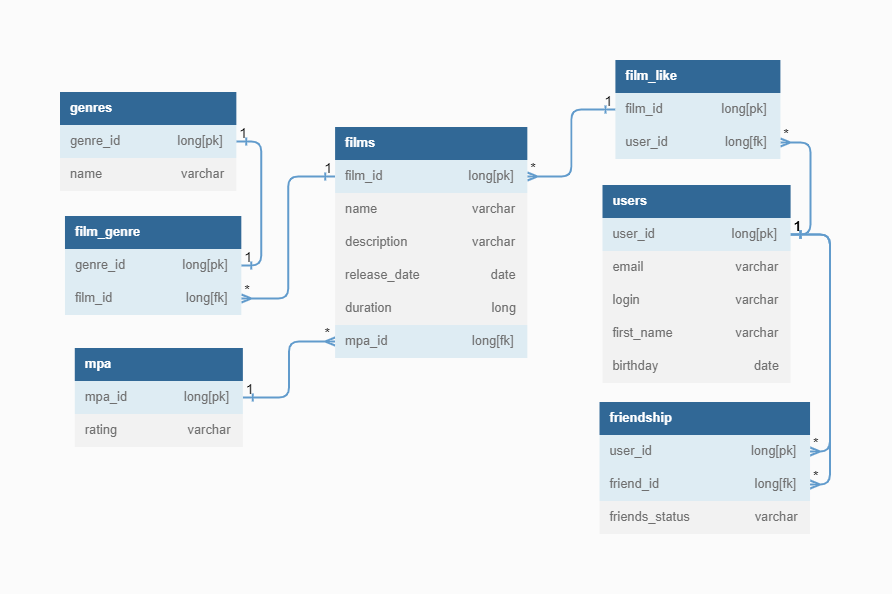 genres
genre_id long[pk]
name varchar
1
film_genre
genre_id long[pk]
film_id long[fk]
1
*
mpa
mpa_id long[pk]
rating varchar
1
films
film_id long[pk]
name varchar
description varchar
release_date date
duration long
mpa_id long[fk]
1
*
*
film_like
film_id long[pk]
user_id long[fk]
1
*
users
user_id long[pk]
email varchar
login varchar
first_name varchar
birthday date
1
friendship
user_id long[pk]
friend_id long[fk]
friends_status varchar
*
*